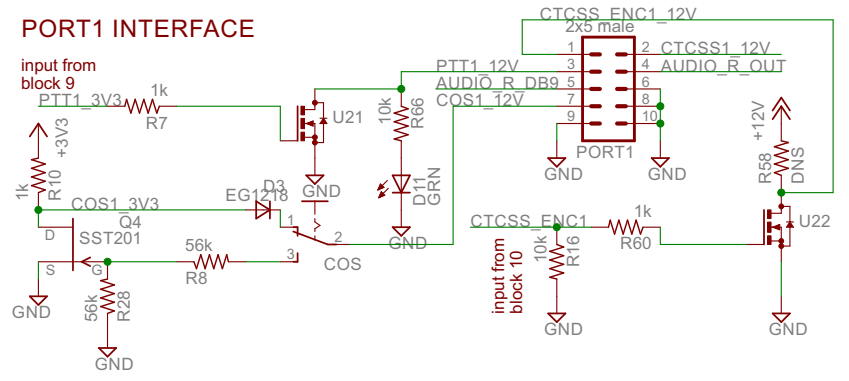 PORT1 INTERFACE
input from
block 9
PTT1_3V3
1k
R7
U21
GND
+3V3
1k
R10
COS1_3V3
Q4
SST201
D
S
G
GND
56k
R28
GND
56k
R8
D3
EG1218
1
2
3
COS
PTT1_12V
AUDIO_R_DB9
COS1_12V
10k
R66
D11
GRN
GND
CTCSS_ENC1_12V
2x5 male
1
2
3
4
5
6
7
8
9
10
PORT1
CTCSS1_12V
AUDIO_R_OUT
GND
GND
+12V
R58
DNS
U22
GND
CTCSS_ENC1
1k
R60
10k
R16
GND
input from
block 10